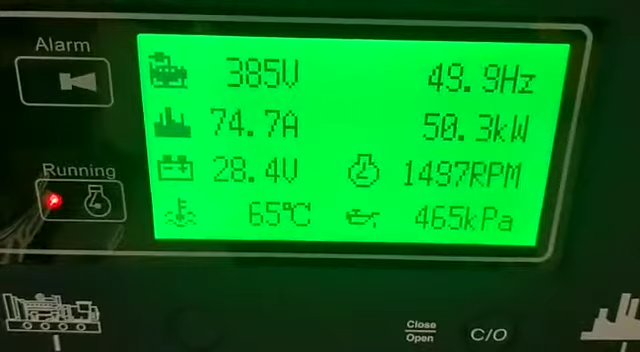 Alarm
385V 49.9Hz
74.7A 50.3kW
Running
28.4V 1497RPM
65℃ 465kPa
Close
Open
C/O